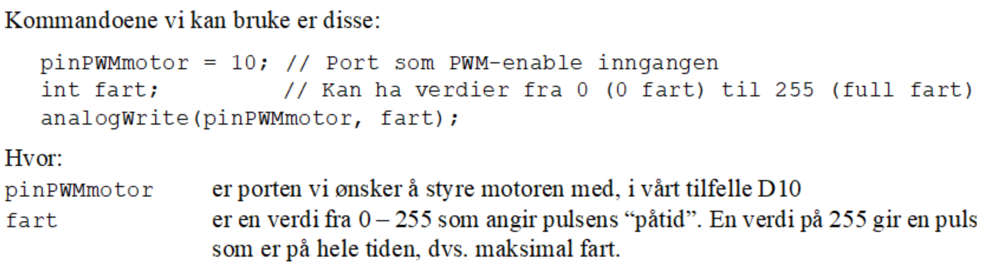 Kommandoene vi kan bruke er disse:
pinPWMmotor = 10; // Port som PWM-enable inngangen
int fart; // Kan ha verdier fra 0 (0 fart) til 255 (full fart)
analogWrite(pinPWMmotor, fart);
Hvor:
pinPWMmotor er porten vi ønsker å styre motoren med, i vårt tilfelle D10
fart er en verdi fra 0 – 255 som angir pulsens “påtid”. En verdi på 255 gir en puls
som er på hele tiden, dvs. maksimal fart.